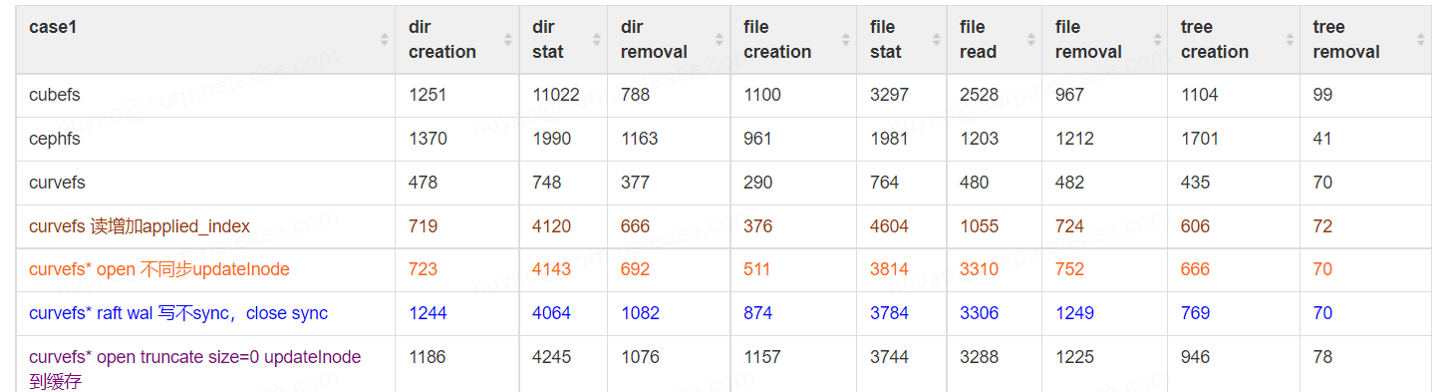 case1 dir creation dir stat dir removal file creation file stat file read file removal tree creation tree removal
cubefs 1251 11022 788 1100 3297 2528 967 1104 99
cephfs 1370 1990 1163 961 1981 1203 1212 1701 41
curvefs 478 748 377 290 764 480 482 435 70
curvefs 读增加applied_index 719 4120 666 376 4604 1055 724 606 72
curvefs* open 不同步updateInode 723 4143 692 511 3814 3310 752 666 70
curvefs* raft wal 写不sync，close sync 1244 4064 1082 874 3784 3306 1249 769 70
curvefs* open truncate size=0 updateInode 1186 4245 1076 1157 3744 3288 1225 946 78
到缓存